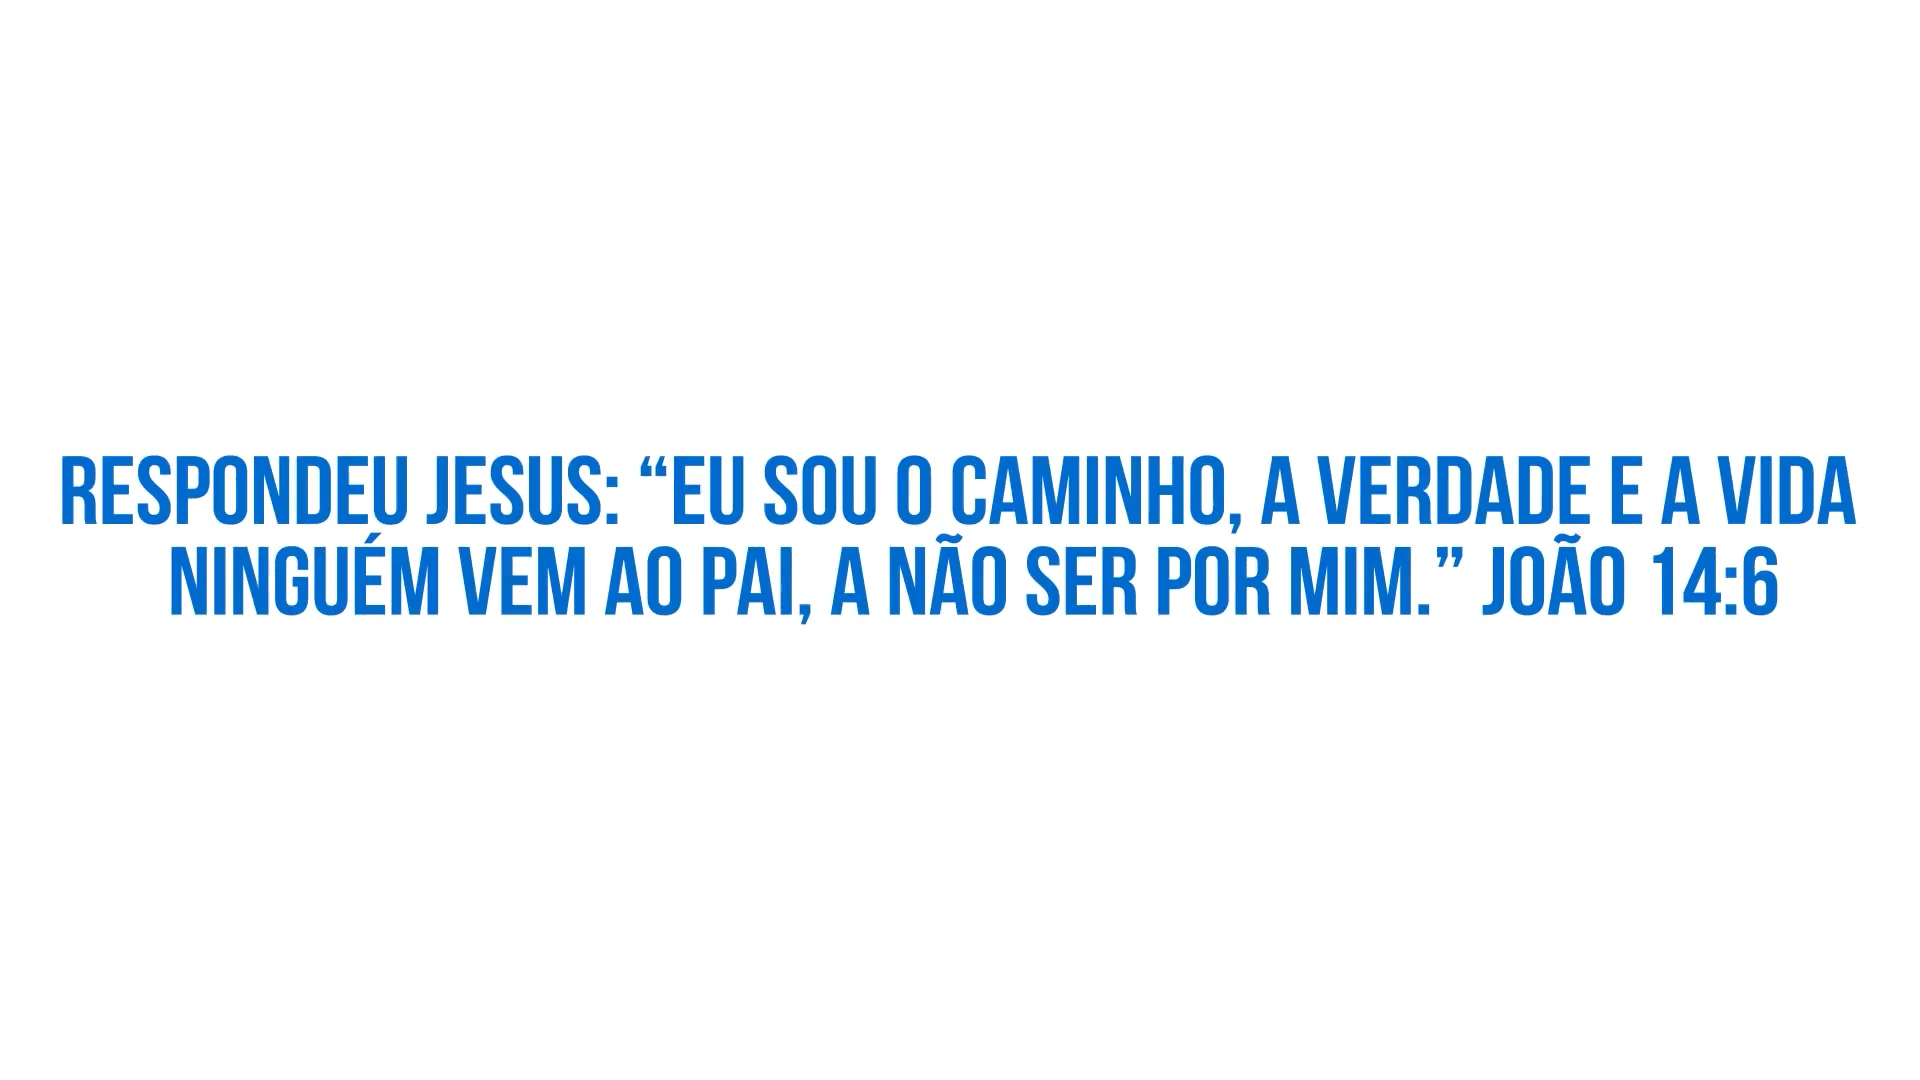 RESPONDEU JESUS: “EU SOU O CAMINHO, A VERDADE E A VIDA
NINGUÉM VEM AO PAI, A NÃO SER POR MIM.” JOÃO 14:6